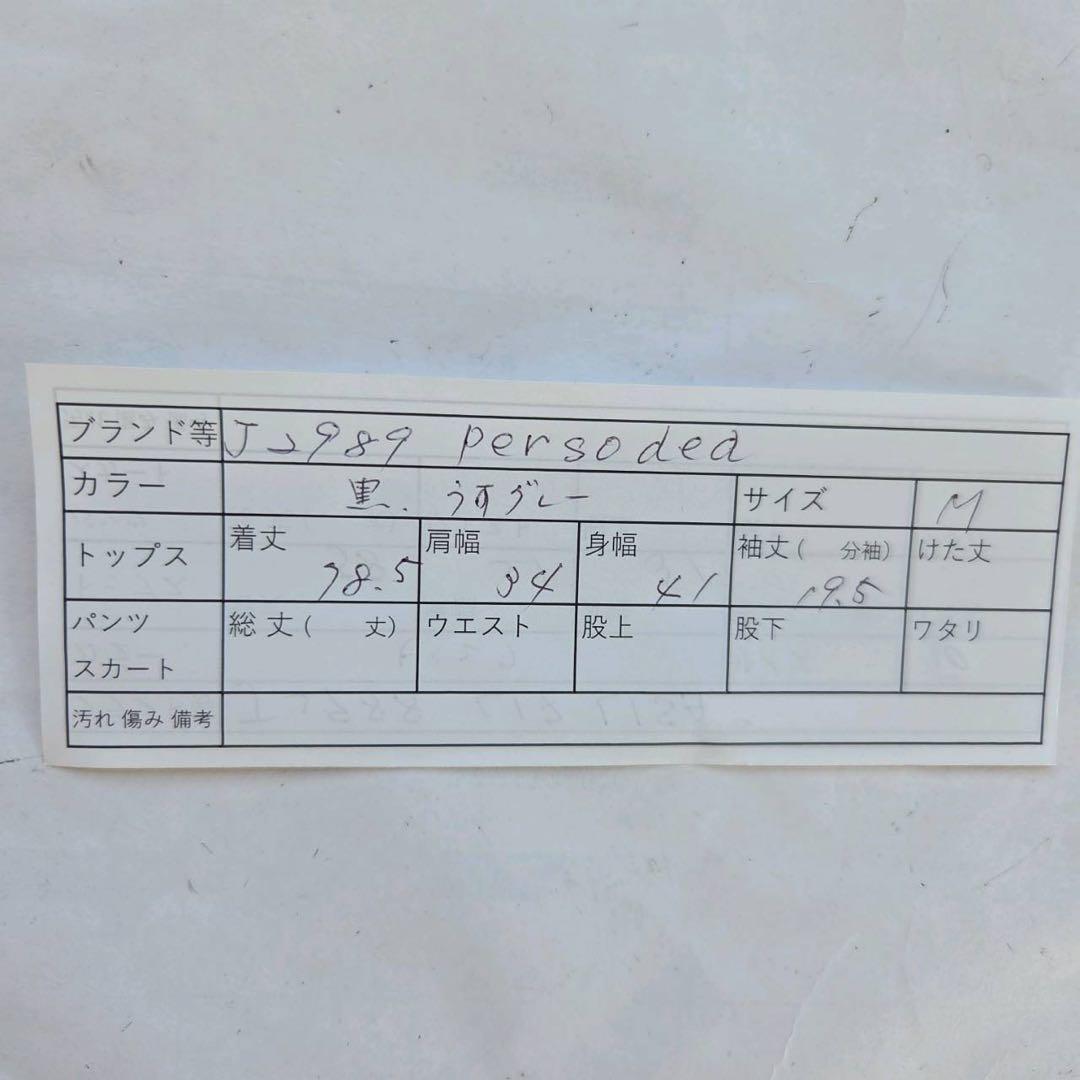 ブランド等 J2989 persodea
カラー 黒、うすグレー サイズ M
トップス 着丈 78.5 肩幅 34 身幅 41 袖丈( 分袖) 19.5 けた丈
パンツ 総丈( 丈) ウエスト 股上 股下 ワタリ
スカート
汚れ 傷み 備考